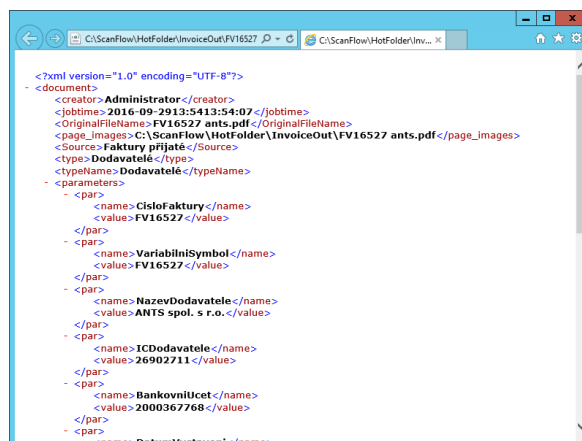 C:\ScanFlow\HotFolder\InvoiceOut\FV16527
C:\ScanFlow\HotFolder\Inv...
<?xml version="1.0" encoding="UTF-8"?>
- <document>
<creator>Administrator</creator>
<jobtime>2016-09-2913:5413:54:07</jobtime>
<OriginalFileName>FV16527 ants.pdf</OriginalFileName>
<page_images>C:\ScanFlow\HotFolder\InvoiceOut\FV16527 ants.pdf</page_images>
<Source>Faktury přijaté</Source>
<type>Dodavatelé</type>
<typeName>Dodavatelé</typeName>
- <parameters>
- <par>
<name>CisloFaktury</name>
<value>FV16527</value>
</par>
- <par>
<name>VariabilniSymbol</name>
<value>FV16527</value>
</par>
- <par>
<name>NazevDodavatele</name>
<value>ANTS spol. s r.o.</value>
</par>
- <par>
<name>ICDodavatele</name>
<value>26902711</value>
</par>
- <par>
<name>BankovniUcet</name>
<value>2000367768</value>
</par>
- <par>